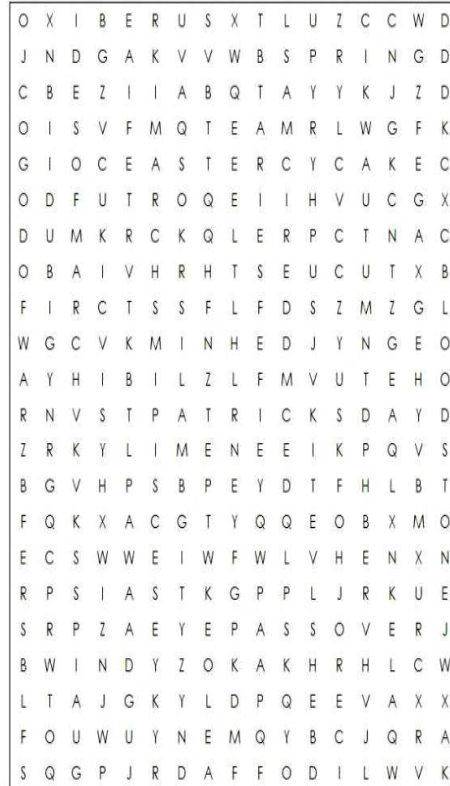 O X I B E R U S X T L U Z C C W D
J N D G A K V V W B S P R I N G D
C B E Z I I A B Q T A Y Y K J Z D
O I S V F M Q T E A M R L W G F K
G I O C E A S T E R C Y C A K E C
O D F U T R O Q E I I H V U C G X
D U M K R C K Q L E R P C T N A C
O B A I V H R H T S E U C U T X B
F I R C T S S F L F D S Z M Z G L
W G C V K M I N H E D J Y N G E O
A Y H I B I L Z L F M V U T E H O
R N V S T P A T R I C K S D A Y D
Z R K Y L I M E N E E I K P Q V S
B G V H P S B P E Y D T F H L B T
F Q K X A C G T Y Q Q E O B X M O
E C S W W E I W F W L V H E N X N
R P S I A S T K G P P L J R K U E
S R P Z A E Y E P A S S O V E R J
B W I N D Y Z O K A K H R H L C W
L T A J G K Y L D P Q E E V A X X
F O U W U Y N E M Q Y B C J Q R A
S Q G P J R D A F F O D I L W V K